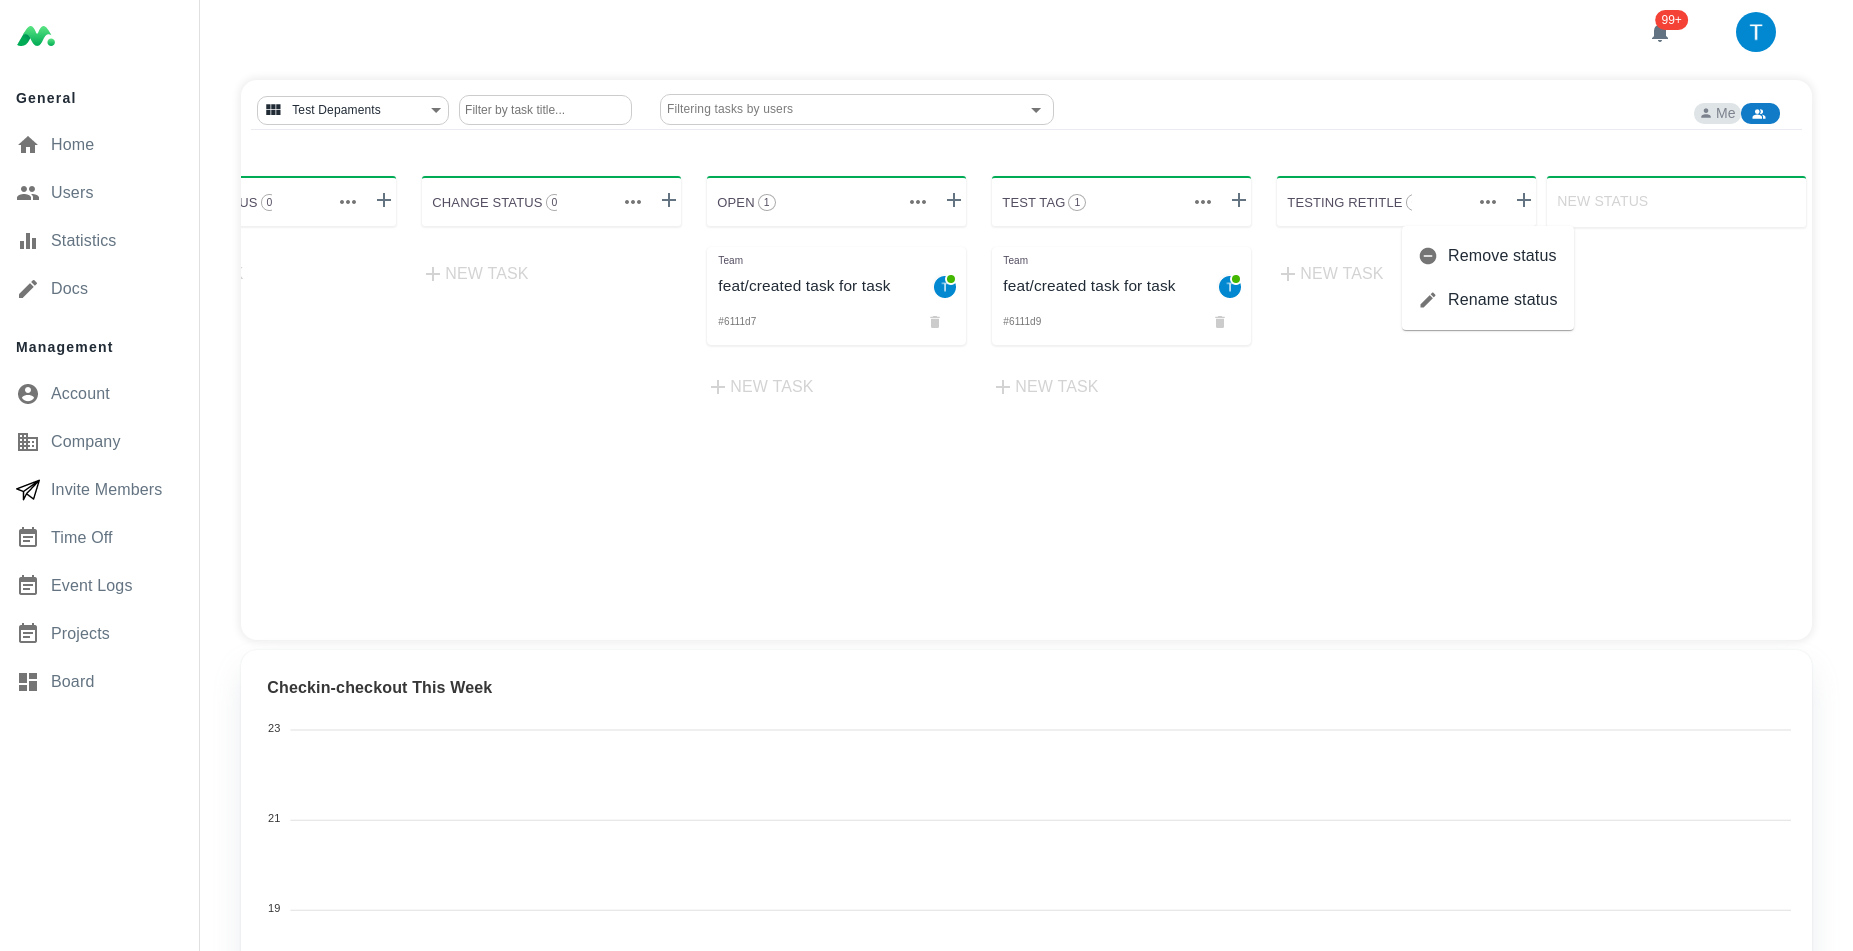 99+
T
General
Home
Users
Statistics
Docs
Management
Account
Company
Invite Members
Time Off
Event Logs
Projects
Board
Test Depaments
Filter by task title...
Filtering tasks by users
Me
US 0
CHANGE STATUS 0
OPEN 1
TEST TAG 1
TESTING RETITLE
NEW STATUS
NEW TASK
Team
feat/created task for task
T
#6111d7
NEW TASK
Team
feat/created task for task
T
#6111d9
NEW TASK
NEW TASK
Remove status
Rename status
Checkin-checkout This Week
23
21
19